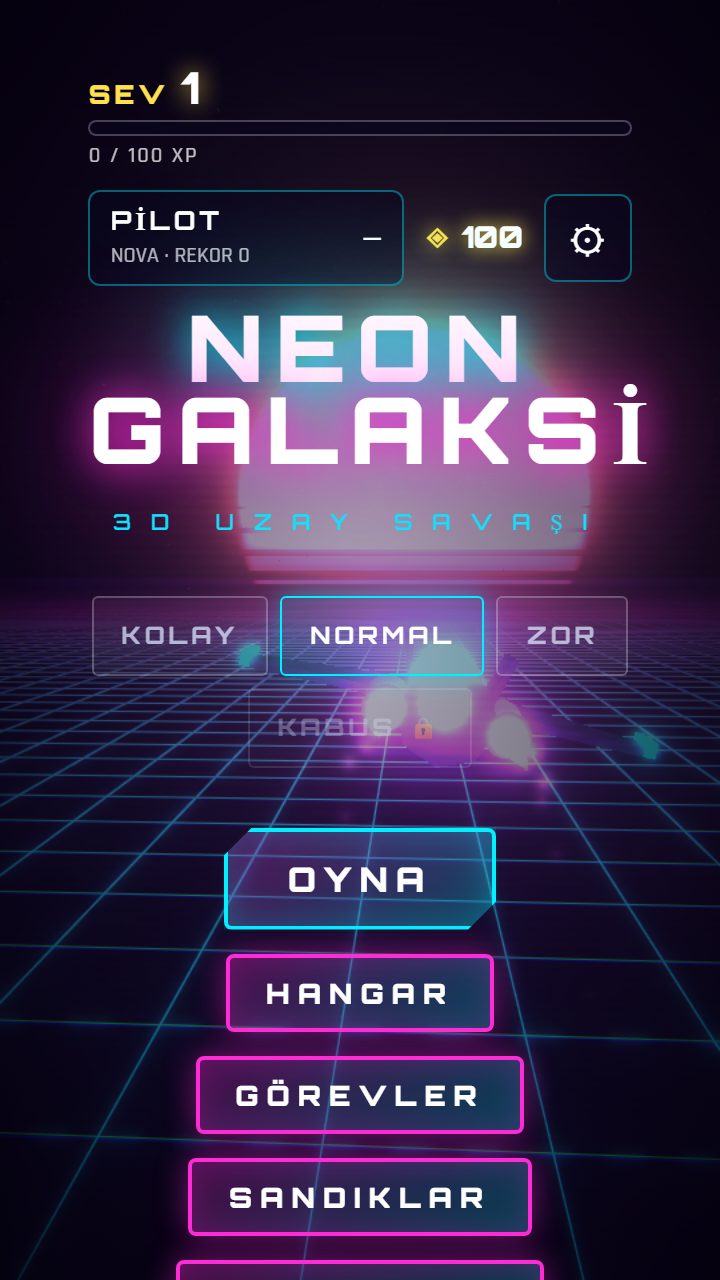 SEV 1
0 / 100 XP
PİLOT
NOVA · REKOR 0
—
100
NEON
GALAKSİ
3D UZAY SAVAŞI
KOLAY
NORMAL
ZOR
KABUS 🔒
OYNA
HANGAR
GÖREVLER
SANDIKLAR